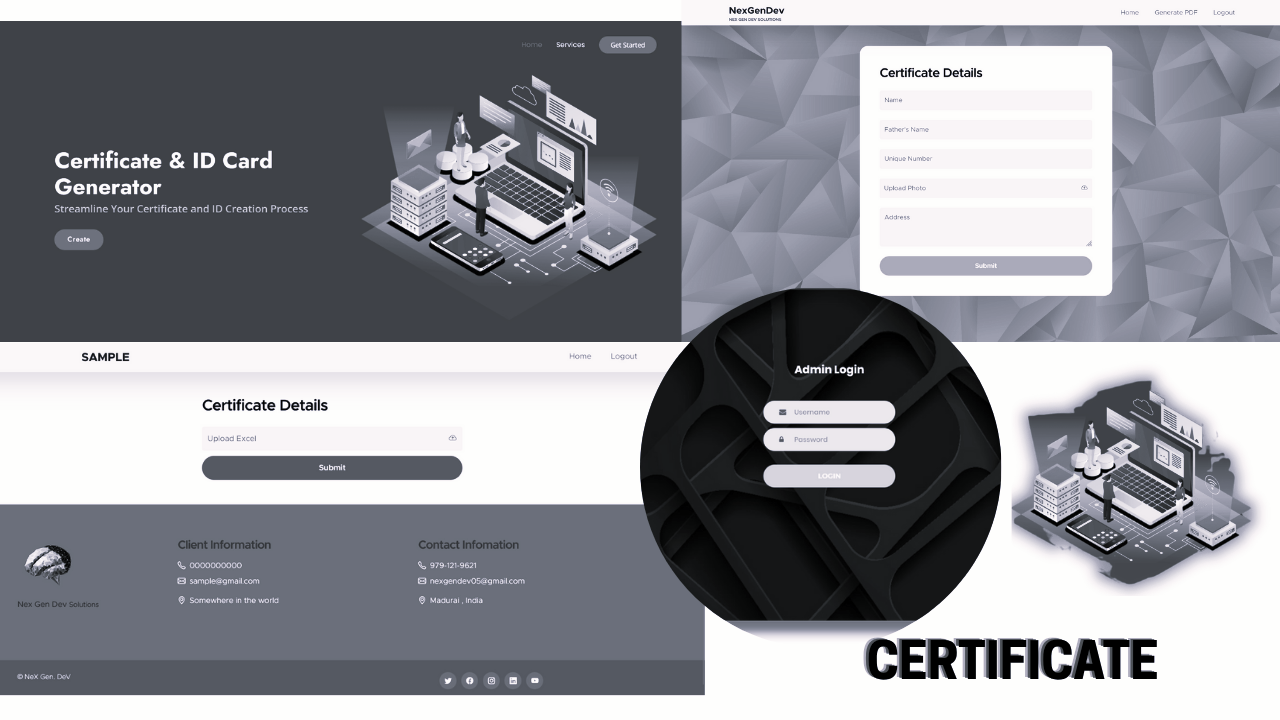 Home
Services
Get Started
Certificate & ID Card
Generator
Streamline Your Certificate and ID Creation Process
Create
NexGenDev
NEX GEN DEV SOLUTIONS
Home
Generate PDF
Logout
Certificate Details
Name
Father's Name
Unique Number
Upload Photo
Address
Submit
SAMPLE
Home
Logout
Certificate Details
Upload Excel
Submit
Admin Login
Username
Password
LOGIN
Nex Gen Dev Solutions
Client Information
0000000000
sample@gmail.com
Somewhere in the world
Contact Infomation
979-121-9621
nexgendev05@gmail.com
Madurai , India
© NeX Gen. DeV
CERTIFICATE